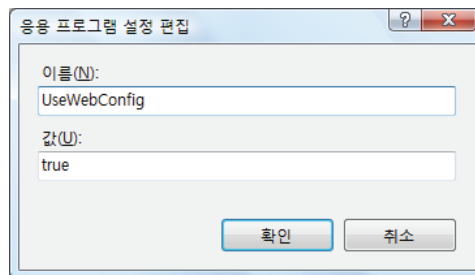 응용 프로그램 설정 편집
이름(N):
UseWebConfig
값(U):
true
확인 취소